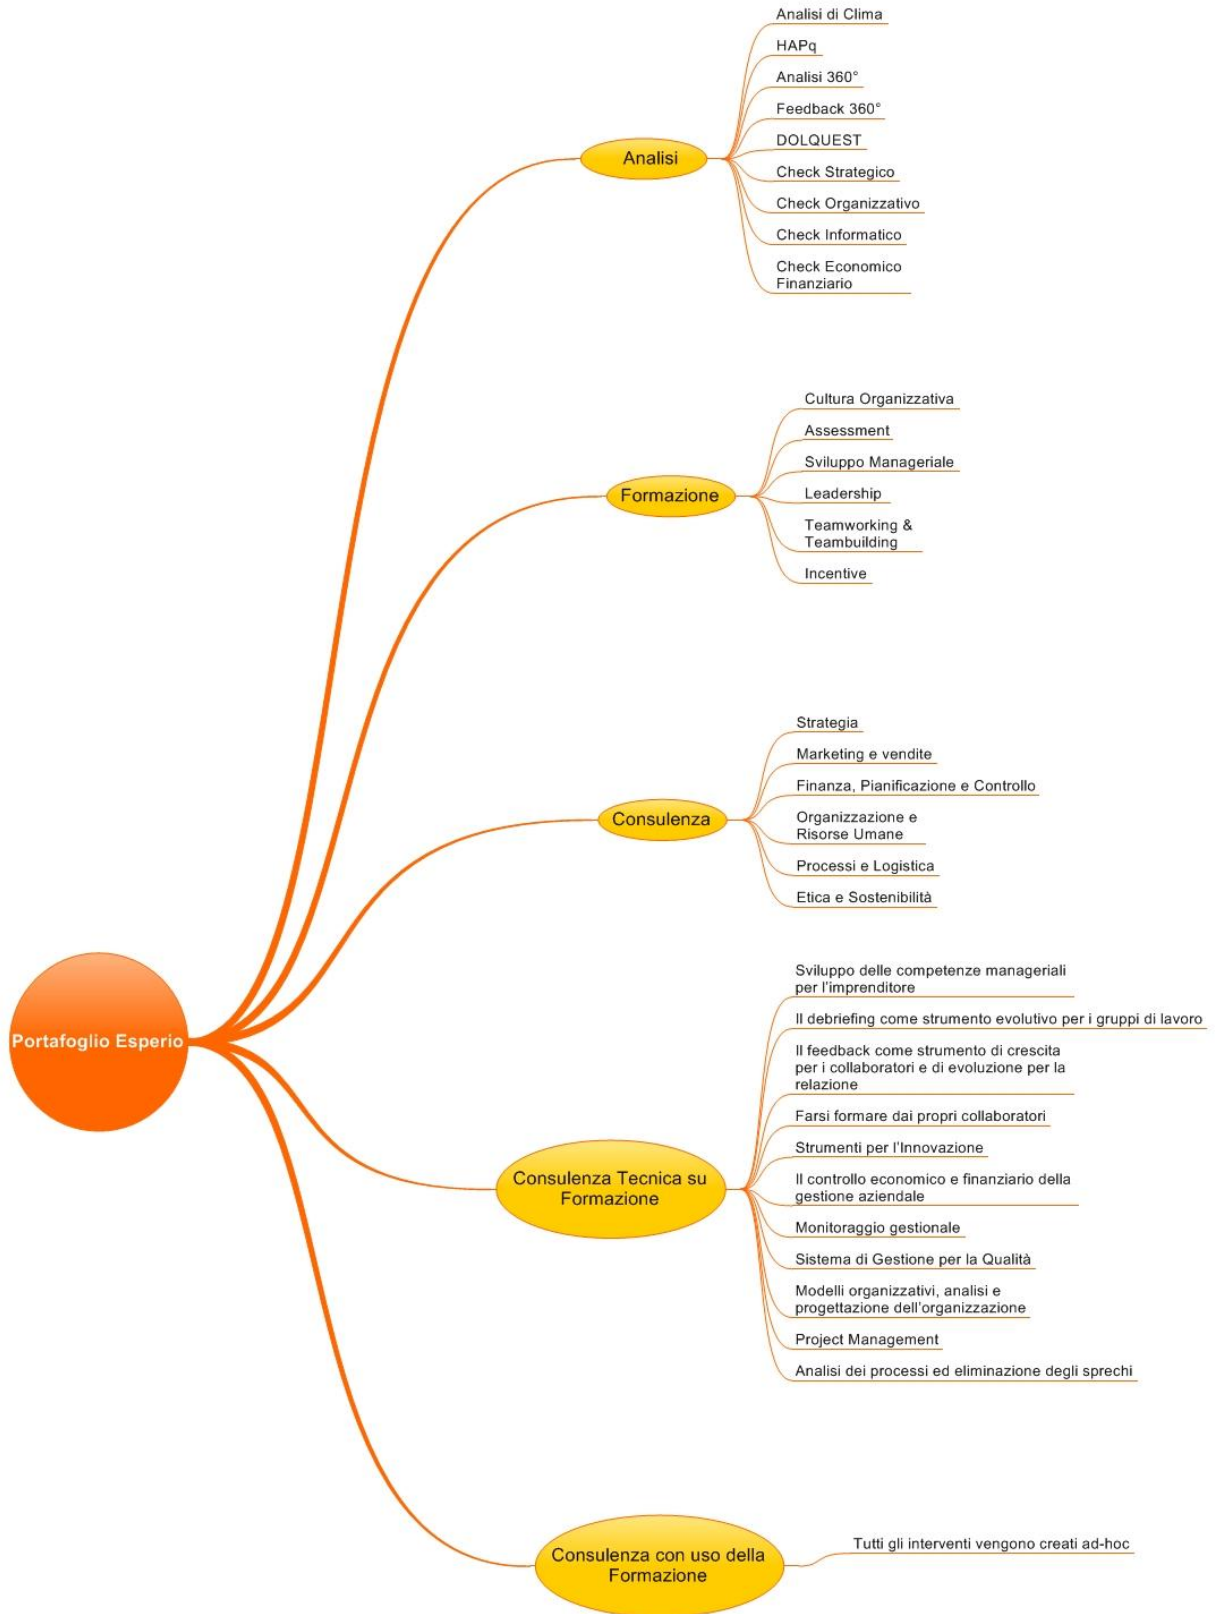 Analisi di Clima
HAPq
Analisi 360°
Feedback 360°
DOLQUEST
Analisi
Check Strategico
Check Organizzativo
Check Informatico
Check Economico
Finanziario
Cultura Organizzativa
Assessment
Sviluppo Manageriale
Formazione
Leadership
Teamworking &
Teambuilding
Incentive
Strategia
Marketing e vendite
Finanza, Pianificazione e Controllo
Consulenza
Organizzazione e
Risorse Umane
Processi e Logistica
Etica e Sostenibilità
Portafoglio Esperio
Sviluppo delle competenze manageriali
per l'imprenditore
Il debriefing come strumento evolutivo per i gruppi di lavoro
Il feedback come strumento di crescita
per i collaboratori e di evoluzione per la
relazione
Farsi formare dai propri collaboratori
Strumenti per l'Innovazione
Consulenza Tecnica su
Formazione
Il controllo economico e finanziario della
gestione aziendale
Monitoraggio gestionale
Sistema di Gestione per la Qualità
Modelli organizzativi, analisi e
progettazione dell'organizzazione
Project Management
Analisi dei processi ed eliminazione degli sprechi
Consulenza con uso della
Formazione
Tutti gli interventi vengono creati ad-hoc